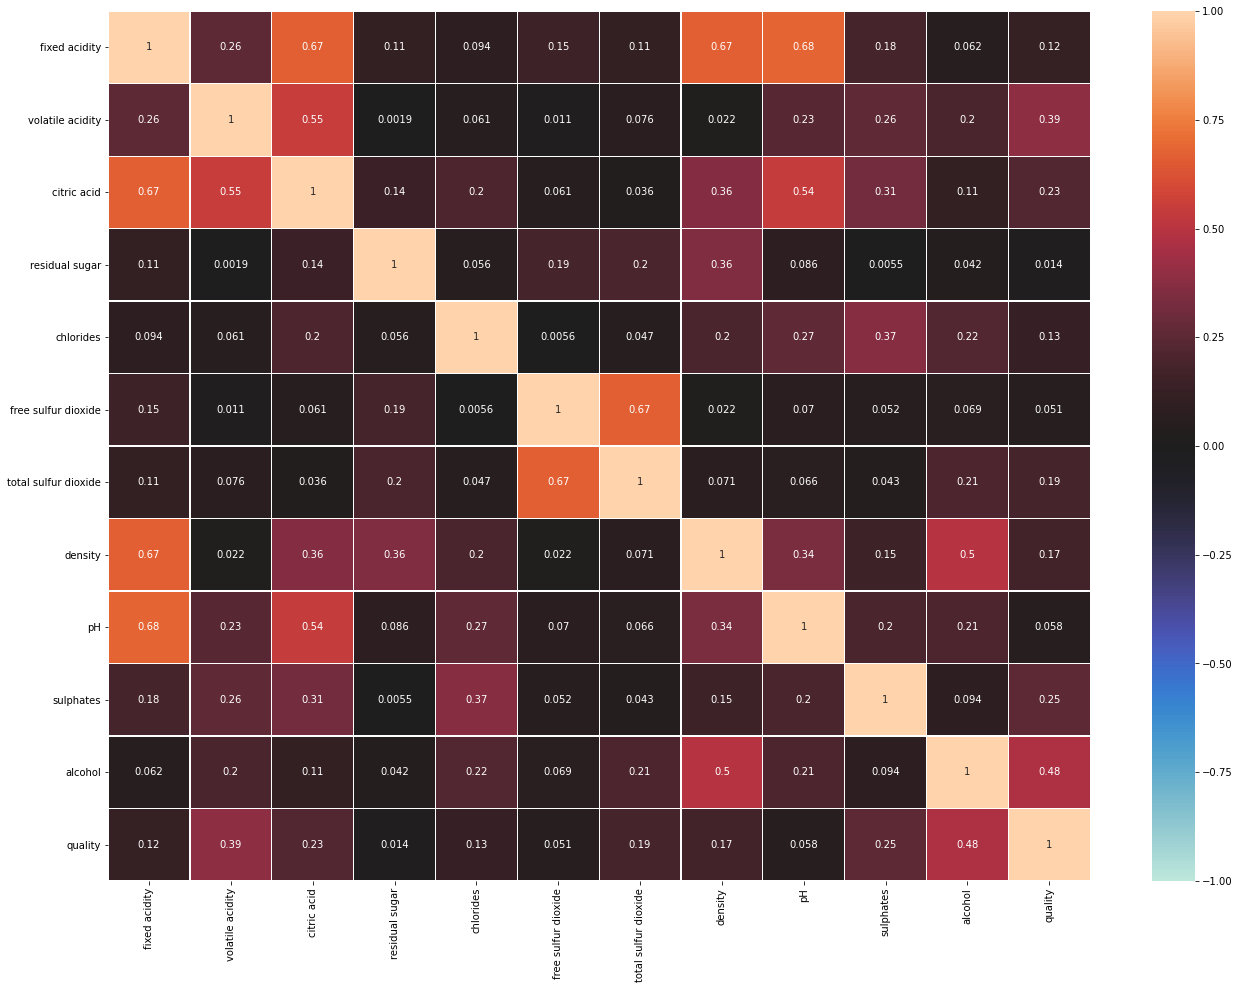 fixed acidity 1 0.26 0.67 0.11 0.094 0.15 0.11 0.67 0.68 0.18 0.062 0.12
volatile acidity 0.26 1 0.55 0.0019 0.061 0.011 0.076 0.022 0.23 0.26 0.2 0.39
citric acid 0.67 0.55 1 0.14 0.2 0.061 0.036 0.36 0.54 0.31 0.11 0.23
residual sugar 0.11 0.0019 0.14 1 0.056 0.19 0.2 0.36 0.086 0.0055 0.042 0.014
chlorides 0.094 0.061 0.2 0.056 1 0.0056 0.047 0.2 0.27 0.37 0.22 0.13
free sulfur dioxide 0.15 0.011 0.061 0.19 0.0056 1 0.67 0.022 0.07 0.052 0.069 0.051
total sulfur dioxide 0.11 0.076 0.036 0.2 0.047 0.67 1 0.071 0.066 0.043 0.21 0.19
density 0.67 0.022 0.36 0.36 0.2 0.022 0.071 1 0.34 0.15 0.5 0.17
pH 0.68 0.23 0.54 0.086 0.27 0.07 0.066 0.34 1 0.2 0.21 0.058
sulphates 0.18 0.26 0.31 0.0055 0.37 0.052 0.043 0.15 0.2 1 0.094 0.25
alcohol 0.062 0.2 0.11 0.042 0.22 0.069 0.21 0.5 0.21 0.094 1 0.48
quality 0.12 0.39 0.23 0.014 0.13 0.051 0.19 0.17 0.058 0.25 0.48 1
fixed acidity
volatile acidity
citric acid
residual sugar
chlorides
free sulfur dioxide
total sulfur dioxide
density
pH
sulphates
alcohol
quality
1.00
0.75
0.50
0.25
0.00
−0.25
−0.50
−0.75
−1.00